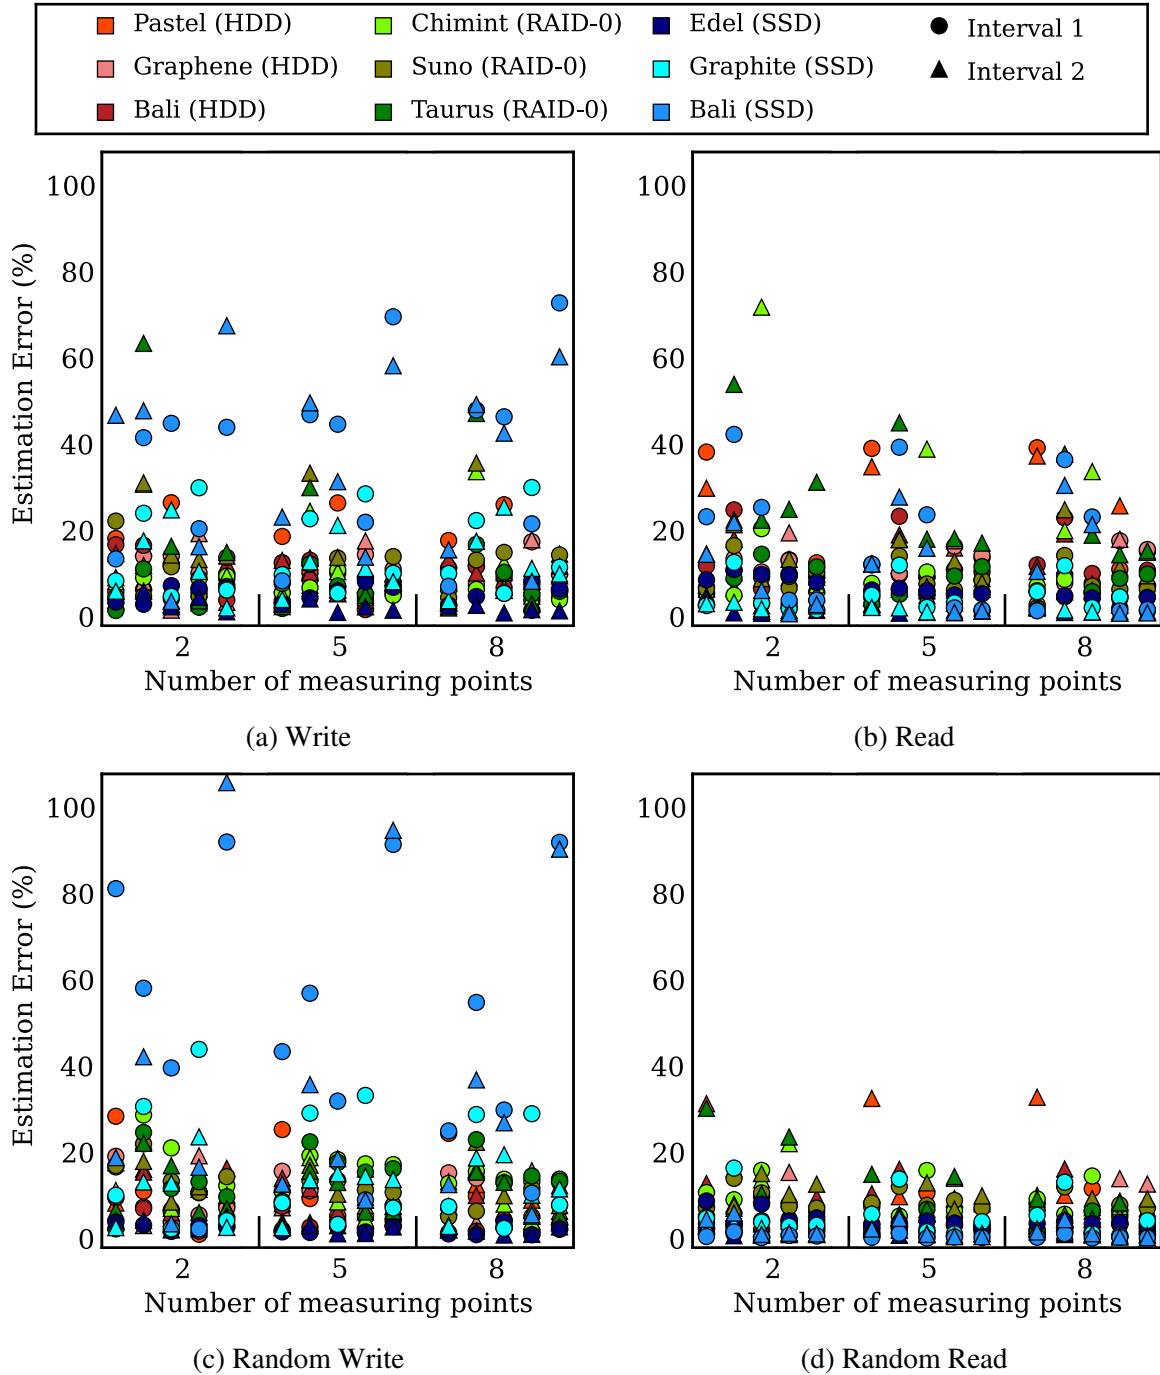 Pastel (HDD) Chimint (RAID-0) Edel (SSD) Interval 1
Graphene (HDD) Suno (RAID-0) Graphite (SSD) Interval 2
Bali (HDD) Taurus (RAID-0) Bali (SSD)
Estimation Error (%)
100
80
60
40
20
0
2 5 8
Number of measuring points
(a) Write
100
80
60
40
20
0
2 5 8
Number of measuring points
(b) Read
Estimation Error (%)
100
80
60
40
20
0
2 5 8
Number of measuring points
(c) Random Write
100
80
60
40
20
0
2 5 8
Number of measuring points
(d) Random Read